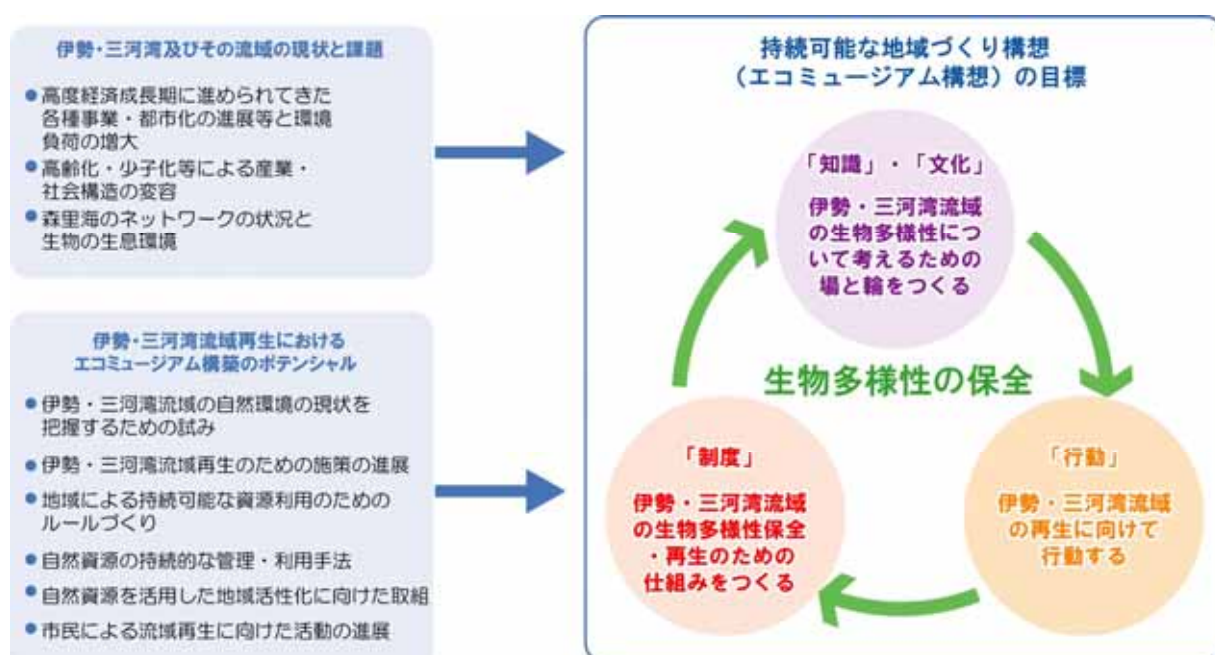 伊勢・三河湾及びその流域の現状と課題
●高度経済成長期に進められてきた
各種事業・都市化の進展等と環境
負荷の増大
●高齢化・少子化等による産業・
社会構造の変容
●森里海のネットワークの状況と
生物の生息環境
伊勢・三河湾流域再生における
エコミュージアム構築のポテンシャル
●伊勢・三河湾流域の自然環境の現状を
把握するための試み
●伊勢・三河湾流域再生のための施策の進展
●地域による持続可能な資源利用のための
ルールづくり
●自然資源の持続的な管理・利用手法
●自然資源を活用した地域活性化に向けた取組
●市民による流域再生に向けた活動の進展
持続可能な地域づくり構想
（エコミュージアム構想）の目標
「知識」・「文化」
伊勢・三河湾流域
の生物多様性につ
いて考えるための
場と輪をつくる
生物多様性の保全
「制度」
伊勢・三河湾流域
の生物多様性保全
・再生のための
仕組みをつくる
「行動」
伊勢・三河湾流域
の再生に向けて
行動する